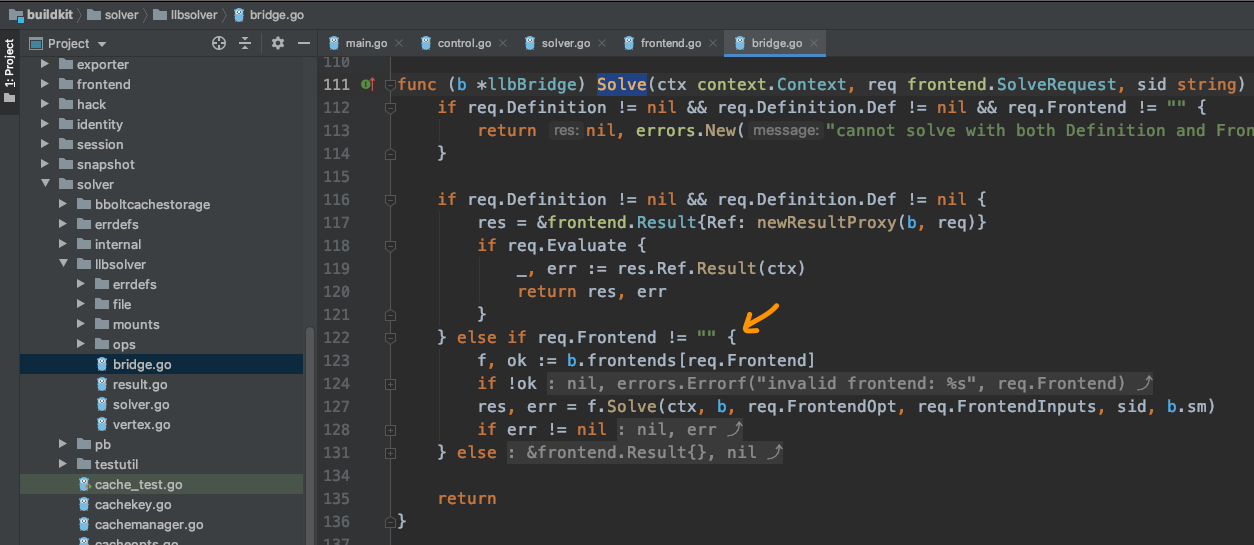 buildkit solver llbsolver bridge.go
1: Project
Project
main.go control.go solver.go frontend.go bridge.go
exporter
frontend
hack
identity
session
snapshot
solver
bboltcachestorage
errdefs
internal
llbsolver
errdefs
file
mounts
ops
bridge.go
result.go
solver.go
vertex.go
pb
testutil
cache_test.go
cachekey.go
cachemanager.go
cacheopts.go
110
111 func (b *llbBridge) Solve(ctx context.Context, req frontend.SolveRequest, sid string)
112 if req.Definition != nil && req.Definition.Def != nil && req.Frontend != "" {
113 return res: nil, errors.New( message: "cannot solve with both Definition and Fron
114 }
115
116 if req.Definition != nil && req.Definition.Def != nil {
117 res = &frontend.Result{Ref: newResultProxy(b, req)}
118 if req.Evaluate {
119 _, err := res.Ref.Result(ctx)
120 return res, err
121 }
122 } else if req.Frontend != "" {
123 f, ok := b.frontends[req.Frontend]
124 if !ok : nil, errors.Errorf("invalid frontend: %s", req.Frontend)
127 res, err = f.Solve(ctx, b, req.FrontendOpt, req.FrontendInputs, sid, b.sm)
128 if err != nil : nil, err
131 } else : &frontend.Result{}, nil
134
135 return
136 }
137